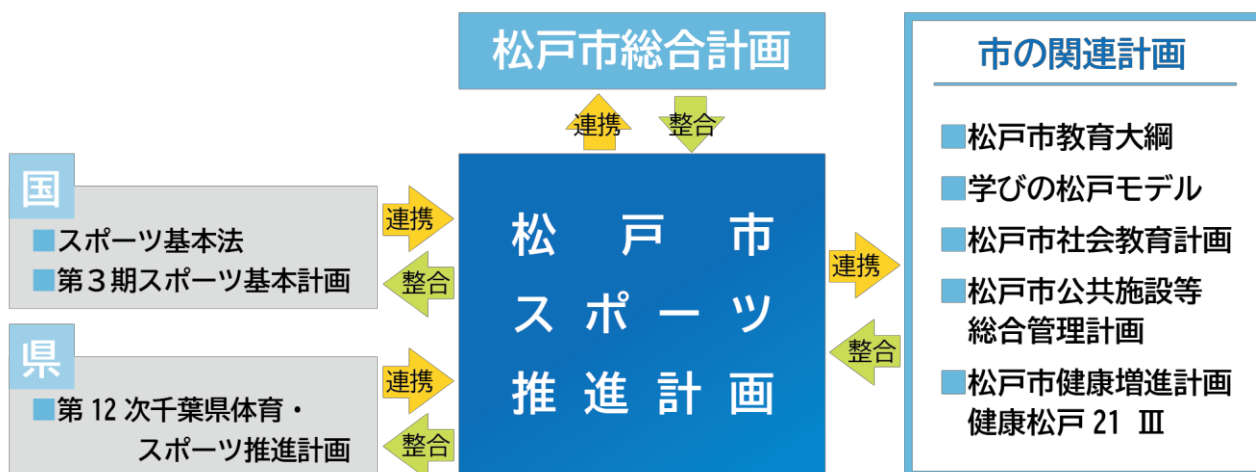 松戸市総合計画
連携
整合
国
■スポーツ基本法
■第3期スポーツ基本計画
連携
整合
県
■第12次千葉県体育・
スポーツ推進計画
連携
整合
松戸市
スポーツ
推進計画
連携
整合
市の関連計画
■松戸市教育大綱
■学びの松戸モデル
■松戸市社会教育計画
■松戸市公共施設等
総合管理計画
■松戸市健康増進計画
健康松戸21 Ⅲ